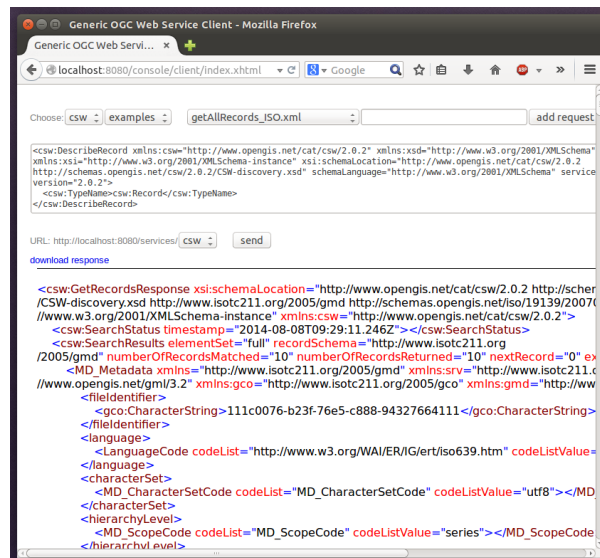 Generic OGC Web Service Client - Mozilla Firefox
Generic OGC Web Servi... ×
localhost:8080/console/client/index.xhtml Google
Choose: csw examples getAllRecords_ISO.xml add request
<csw:DescribeRecord xmlns:csw="http://www.opengis.net/cat/csw/2.0.2" xmlns:xsd="http://www.w3.org/2001/XMLSchema"
xmlns:xsi="http://www.w3.org/2001/XMLSchema-instance" xsi:schemaLocation="http://www.opengis.net/cat/csw/2.0.2
http://schemas.opengis.net/csw/2.0.2/CSW-discovery.xsd" schemaLanguage="http://www.w3.org/2001/XMLSchema" service
version="2.0.2">
<csw:TypeName>csw:Record</csw:TypeName>
</csw:DescribeRecord>
URL: http://localhost:8080/services/ csw send
download response
<csw:GetRecordsResponse xsi:schemaLocation="http://www.opengis.net/cat/csw/2.0.2 http://scher
/CSW-discovery.xsd http://www.isotc211.org/2005/gmd http://schemas.opengis.net/iso/19139/20070
//www.w3.org/2001/XMLSchema-instance" xmlns:csw="http://www.opengis.net/cat/csw/2.0.2">
<csw:SearchStatus timestamp="2014-08-08T09:29:11.246Z"></csw:SearchStatus>
<csw:SearchResults elementSet="full" recordSchema="http://www.isotc211.org
/2005/gmd" numberOfRecordsMatched="10" numberOfRecordsReturned="10" nextRecord="0" ex
<MD_Metadata xmlns="http://www.isotc211.org/2005/gmd" xmlns:srv="http://www.isotc211.o
//www.opengis.net/gml/3.2" xmlns:gco="http://www.isotc211.org/2005/gco" xmlns:gmd="http://ww
<fileIdentifier>
<gco:CharacterString>111c0076-b23f-76e5-c888-94327664111</gco:CharacterString>
</fileIdentifier>
<language>
<LanguageCode codeList="http://www.w3.org/WAI/ER/IG/ert/iso639.htm" codeListValue=
</language>
<characterSet>
<MD_CharacterSetCode codeList="MD_CharacterSetCode" codeListValue="utf8"></MD_
</characterSet>
<hierarchyLevel>
<MD_ScopeCode codeList="MD_ScopeCode" codeListValue="series"></MD_ScopeCode
</hierarchyLevel>